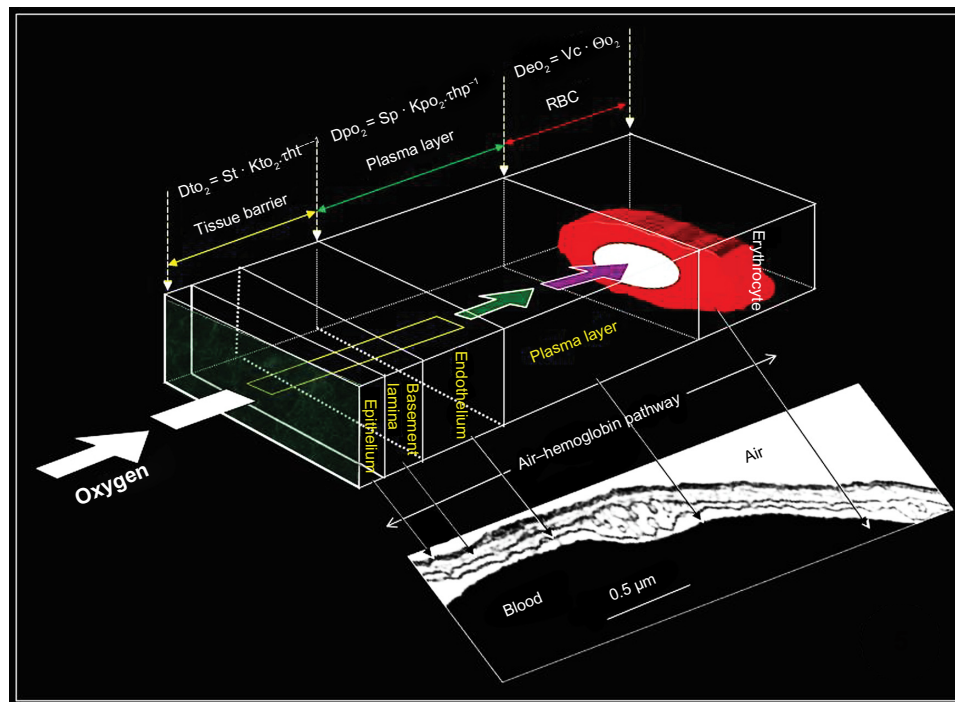 Deo₂ = Vc · Θo₂
RBC
Dpo₂ = Sp · Kpo₂.τhp⁻¹
Plasma layer
Dto₂ = St · Kto₂.τht⁻
Tissue barrier
Erythrocyte
Plasma layer
Endothelium
Basement
lamina
Epithelium
Oxygen
Air–hemoglobin pathway
Air
Blood
0.5 µm